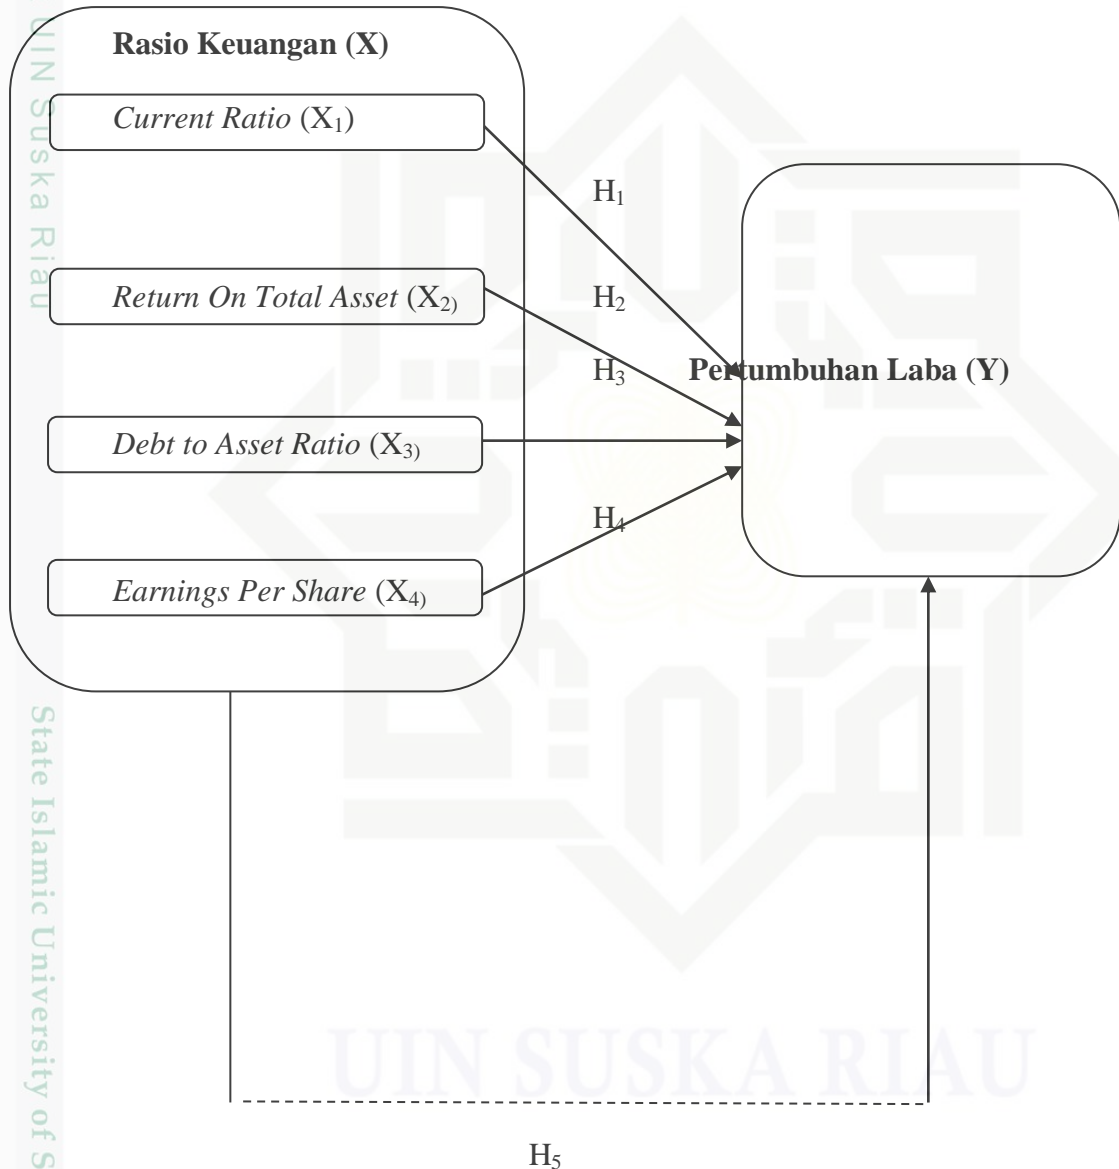 Rasio Keuangan (X)
Current Ratio (X₁)
H₁
Return On Total Asset (X₂)
H₂
H₃
Pertumbuhan Laba (Y)
Debt to Asset Ratio (X₃)
H₄
Earnings Per Share (X₄)
H₅
UIN Suska Riau
State Islamic University of S
UIN SUSKA RIAU